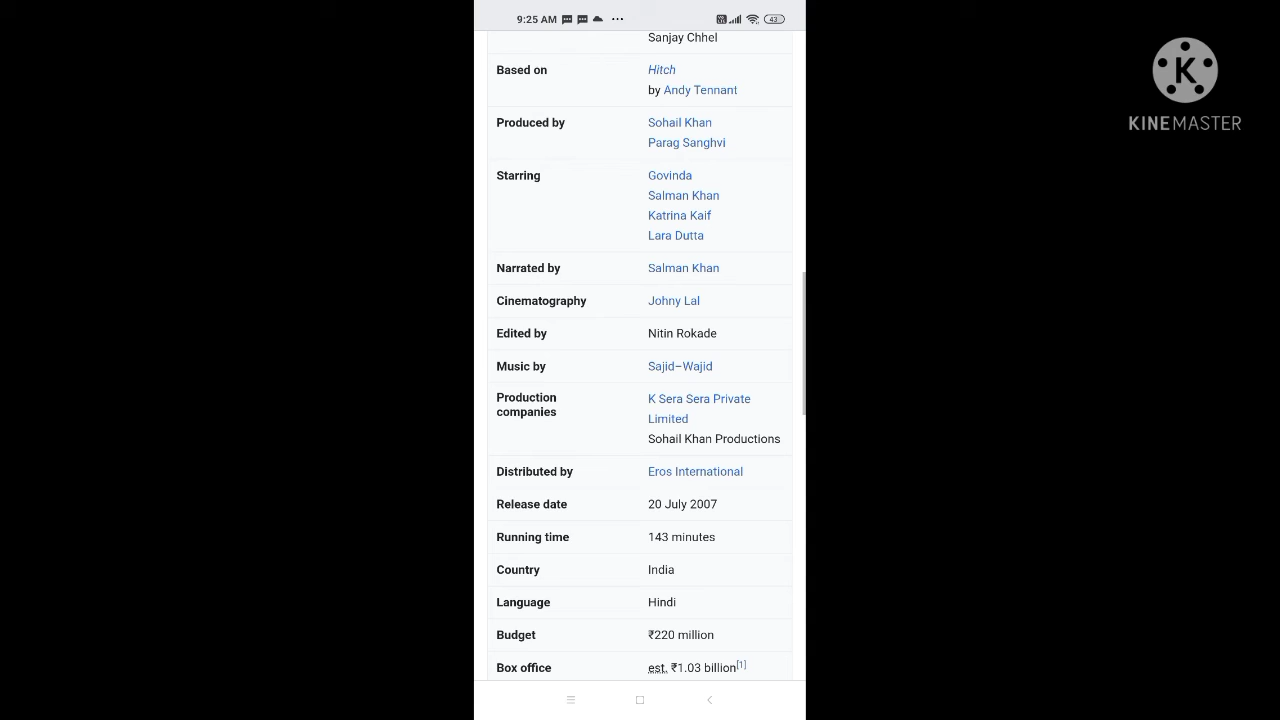 9:25 AM
43
Sanjay Chhel
Based on Hitch
by Andy Tennant
Produced by Sohail Khan
Parag Sanghvi
Starring Govinda
Salman Khan
Katrina Kaif
Lara Dutta
Narrated by Salman Khan
Cinematography Johny Lal
Edited by Nitin Rokade
Music by Sajid–Wajid
Production companies K Sera Sera Private
Limited
Sohail Khan Productions
Distributed by Eros International
Release date 20 July 2007
Running time 143 minutes
Country India
Language Hindi
Budget ₹220 million
Box office est. ₹1.03 billion[1]
K
KINEMASTER